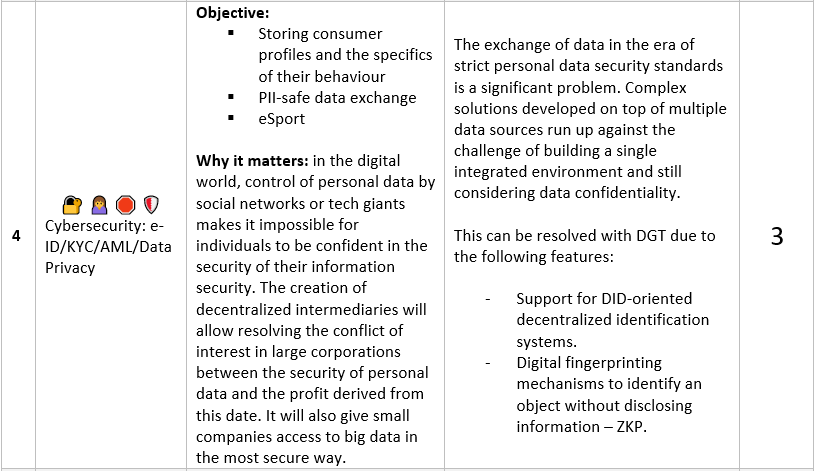 4
Cybersecurity: e-
ID/KYC/AML/Data
Privacy
Objective:
▪ Storing consumer
profiles and the specifics
of their behaviour
▪ PII-safe data exchange
▪ eSport
Why it matters: in the digital
world, control of personal data by
social networks or tech giants
makes it impossible for
individuals to be confident in the
security of their information
security. The creation of
decentralized intermediaries will
allow resolving the conflict of
interest in large corporations
between the security of personal
data and the profit derived from
this date. It will also give small
companies access to big data in
the most secure way.
The exchange of data in the era of
strict personal data security standards
is a significant problem. Complex
solutions developed on top of multiple
data sources run up against the
challenge of building a single
integrated environment and still
considering data confidentiality.
This can be resolved with DGT due to
the following features:
- Support for DID-oriented
decentralized identification
systems.
- Digital fingerprinting
mechanisms to identify an
object without disclosing
information – ZKP.
3